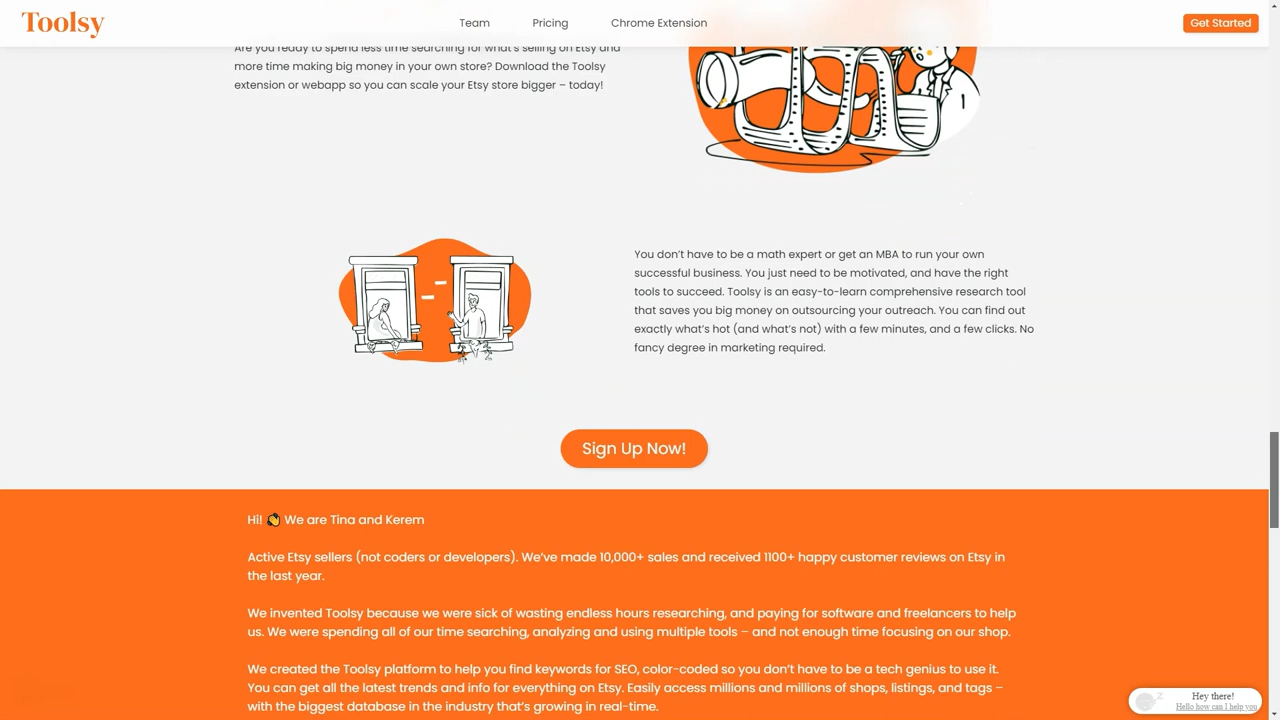 Toolsy
Team
Pricing
Chrome Extension
Get Started
Are you ready to spend less time searching for what's selling on Etsy and
more time making big money in your own store? Download the Toolsy
extension or webapp so you can scale your Etsy store bigger – today!
You don't have to be a math expert or get an MBA to run your own
successful business. You just need to be motivated, and have the right
tools to succeed. Toolsy is an easy-to-learn comprehensive research tool
that saves you big money on outsourcing your outreach. You can find out
exactly what's hot (and what's not) with a few minutes, and a few clicks. No
fancy degree in marketing required.
Sign Up Now!
Hi! 👋 We are Tina and Kerem
Active Etsy sellers (not coders or developers). We've made 10,000+ sales and received 1100+ happy customer reviews on Etsy in
the last year.
We invented Toolsy because we were sick of wasting endless hours researching, and paying for software and freelancers to help
us. We were spending all of our time searching, analyzing and using multiple tools – and not enough time focusing on our shop.
We created the Toolsy platform to help you find keywords for SEO, color-coded so you don't have to be a tech genius to use it.
You can get all the latest trends and info for everything on Etsy. Easily access millions and millions of shops, listings, and tags –
with the biggest database in the industry that's growing in real-time.
Hey there!
Hello how can I help you